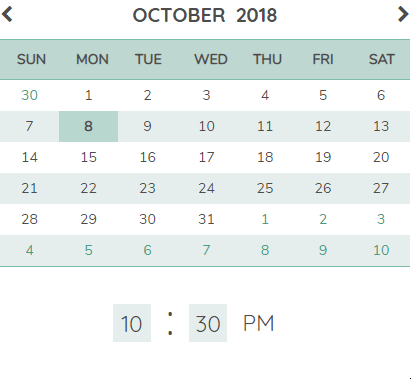 OCTOBER 2018
SUN MON TUE WED THU FRI SAT
30 1 2 3 4 5 6
7 8 9 10 11 12 13
14 15 16 17 18 19 20
21 22 23 24 25 26 27
28 29 30 31 1 2 3
4 5 6 7 8 9 10
10 : 30 PM